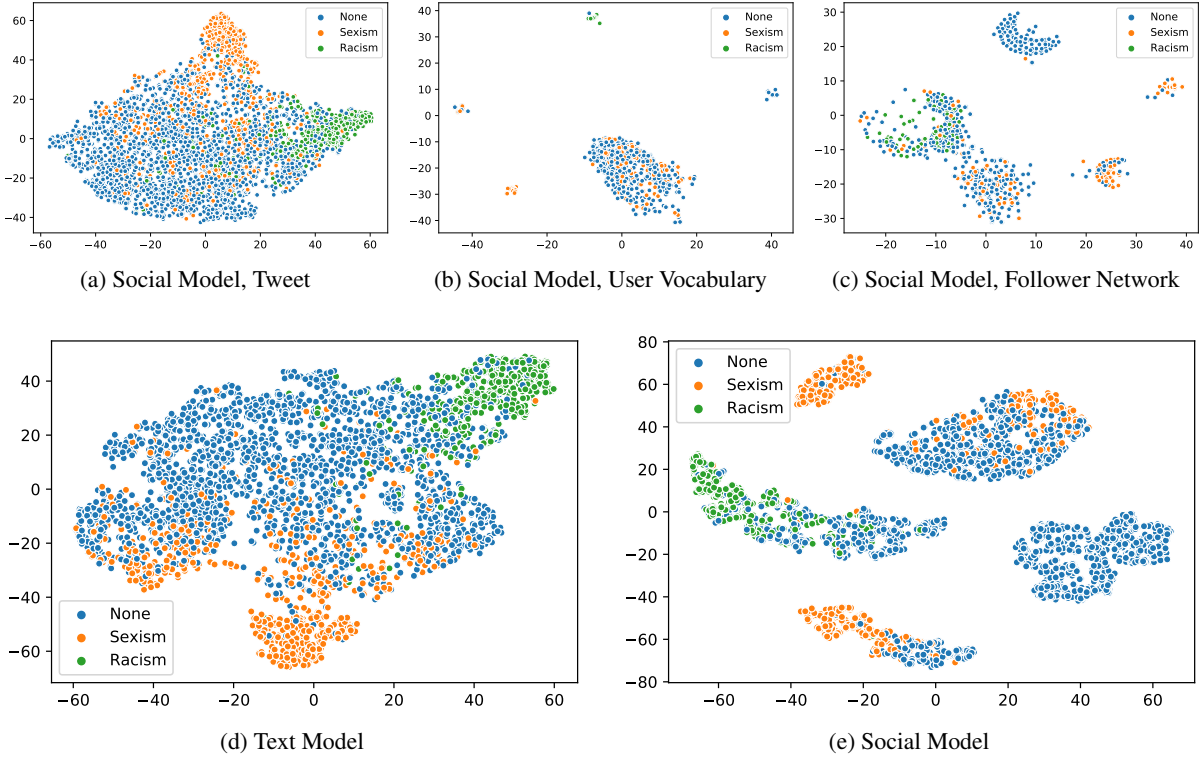 60
40
20
0
−20
−40
−60 −40 −20 0 20 40 60
None
Sexism
Racism
(a) Social Model, Tweet
40
30
20
10
0
−10
−20
−30
−40
−40 −20 0 20 40
None
Sexism
Racism
(b) Social Model, User Vocabulary
30
20
10
0
−10
−20
−30
−20 −10 0 10 20 30 40
None
Sexism
Racism
(c) Social Model, Follower Network
40
20
0
−20
−40
−60
−60 −40 −20 0 20 40 60
None
Sexism
Racism
(d) Text Model
80
60
40
20
0
−20
−40
−60
−80
−60 −40 −20 0 20 40 60
None
Sexism
Racism
(e) Social Model